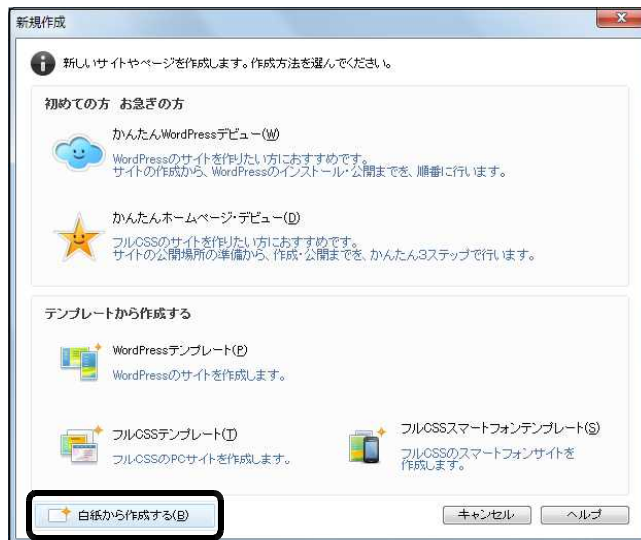 新規作成
新しいサイトやページを作成します。作成方法を選んでください。
初めての方 お急ぎの方
かんたんWordPressデビュー(W)
WordPressのサイトを作りたい方におすすめです。
サイトの作成から、WordPressのインストール・公開までを、順番に行います。
かんたんホームページ・デビュー(D)
フルCSSのサイトを作りたい方におすすめです。
サイトの公開場所の準備から、作成・公開までを、かんたん3ステップで行います。
テンプレートから作成する
WordPressテンプレート(P)
WordPressのサイトを作成します。
フルCSSテンプレート(T)
フルCSSのPCサイトを作成します。
フルCSSスマートフォンテンプレート(S)
フルCSSのスマートフォンサイトを
作成します。
白紙から作成する(B)
キャンセル
ヘルプ